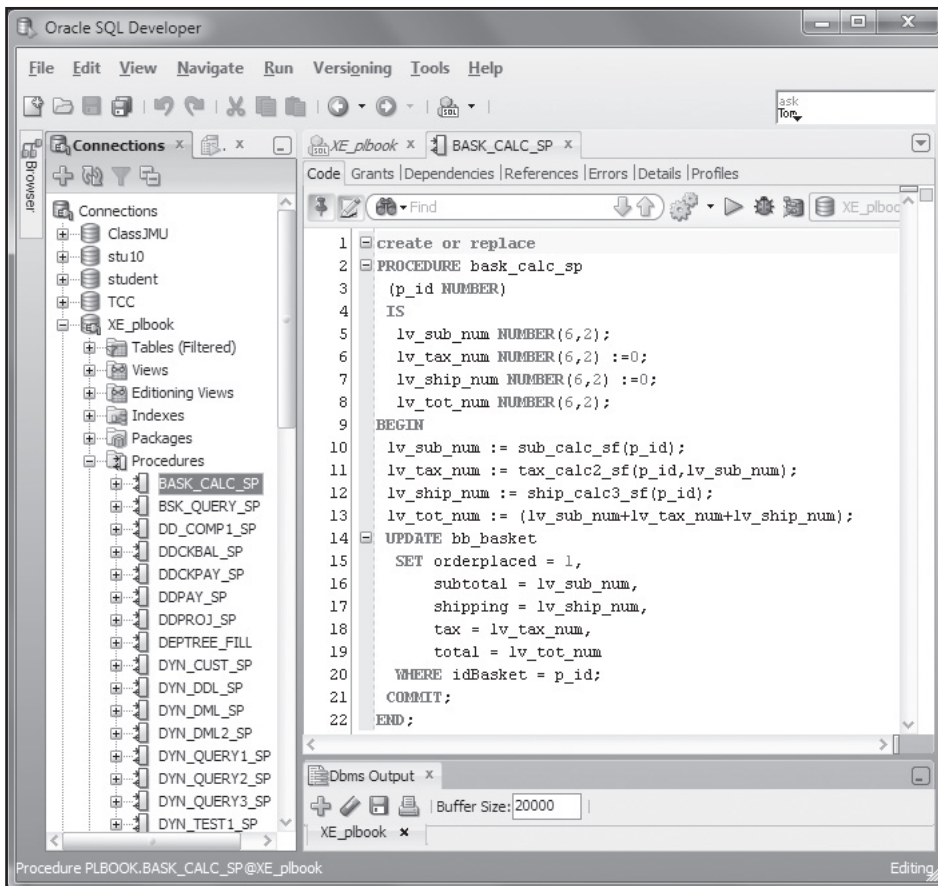 Oracle SQL Developer
File Edit View Navigate Run Versioning Tools Help
ask
Tom
Browser
Connections
Connections
ClassJMU
stu10
student
TCC
XE_plbook
Tables (Filtered)
Views
Editioning Views
Indexes
Packages
Procedures
BASK_CALC_SP
BSK_QUERY_SP
DD_COMP1_SP
DDCKBAL_SP
DDCKPAY_SP
DDPAY_SP
DDPROJ_SP
DEPTREE_FILL
DYN_CUST_SP
DYN_DDL_SP
DYN_DML_SP
DYN_DML2_SP
DYN_QUERY1_SP
DYN_QUERY2_SP
DYN_QUERY3_SP
DYN_TEST1_SP
XE_plbook BASK_CALC_SP
Code Grants |Dependencies |References |Errors |Details |Profiles
Find XE_plboo
1 create or replace
2 PROCEDURE bask_calc_sp
3 (p_id NUMBER)
4 IS
5 lv_sub_num NUMBER(6,2);
6 lv_tax_num NUMBER(6,2) :=0;
7 lv_ship_num NUMBER(6,2) :=0;
8 lv_tot_num NUMBER(6,2);
9 BEGIN
10 lv_sub_num := sub_calc_sf(p_id);
11 lv_tax_num := tax_calc2_sf(p_id,lv_sub_num);
12 lv_ship_num := ship_calc3_sf(p_id);
13 lv_tot_num := (lv_sub_num+lv_tax_num+lv_ship_num);
14 UPDATE bb_basket
15 SET orderplaced = 1,
16 subtotal = lv_sub_num,
17 shipping = lv_ship_num,
18 tax = lv_tax_num,
19 total = lv_tot_num
20 WHERE idBasket = p_id;
21 COMMIT;
22 END;
Dbms Output
Buffer Size: 20000
XE_plbook
Procedure PLBOOK.BASK_CALC_SP@XE_plbook Editing